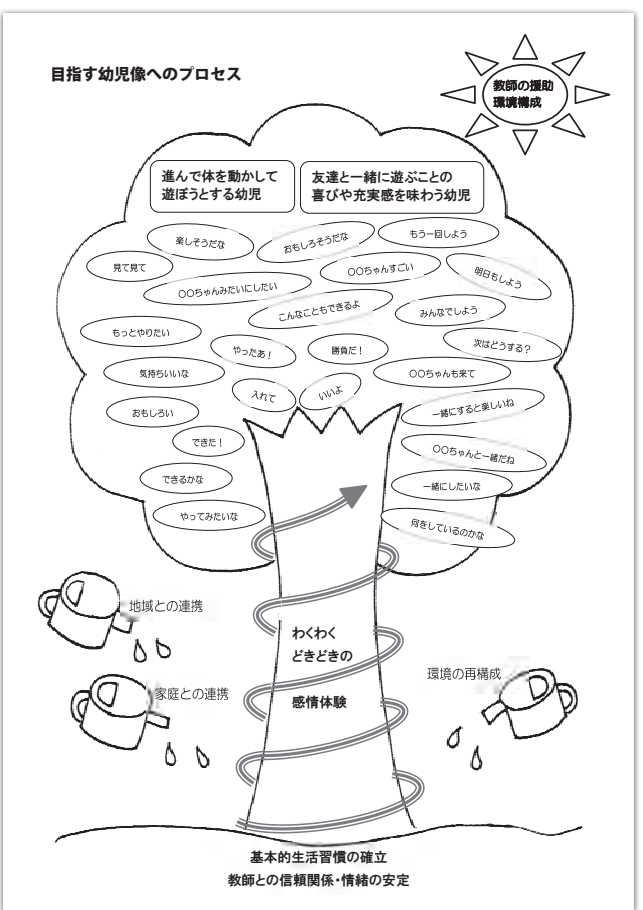 目指す幼児像へのプロセス
教師の援助
環境構成
進んで体を動かして
遊ぼうとする幼児
友達と一緒に遊ぶことの
喜びや充実感を味わう幼児
楽しそうだな
おもしろそうだな
もう一回しよう
見て見て
〇〇ちゃんみたいにしたい
〇〇ちゃんすごい
明日もしよう
こんなこともできるよ
みんなでしよう
もっとやりたい
やったあ！
勝負だ！
次はどうする？
気持ちいいな
入れて
いいよ
〇〇ちゃんも来て
おもしろい
一緒にすると楽しいね
できた！
〇〇ちゃんと一緒だね
できるかな
一緒にしたいな
やってみたいな
何をしているのかな
地域との連携
わくわく
どきどきの
感情体験
家庭との連携
環境の再構成
基本的生活習慣の確立
教師との信頼関係・情緒の安定